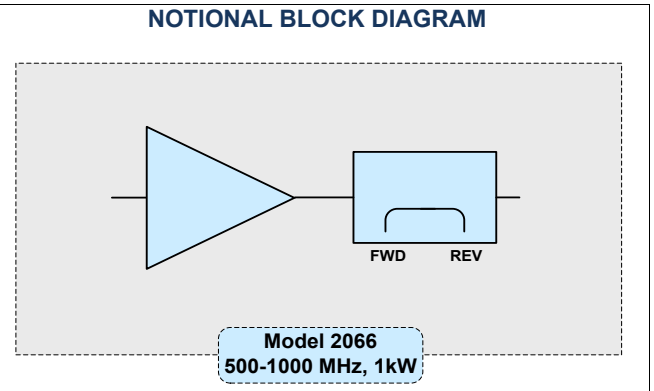 NOTIONAL BLOCK DIAGRAM
FWD REV
Model 2066
500-1000 MHz, 1kW